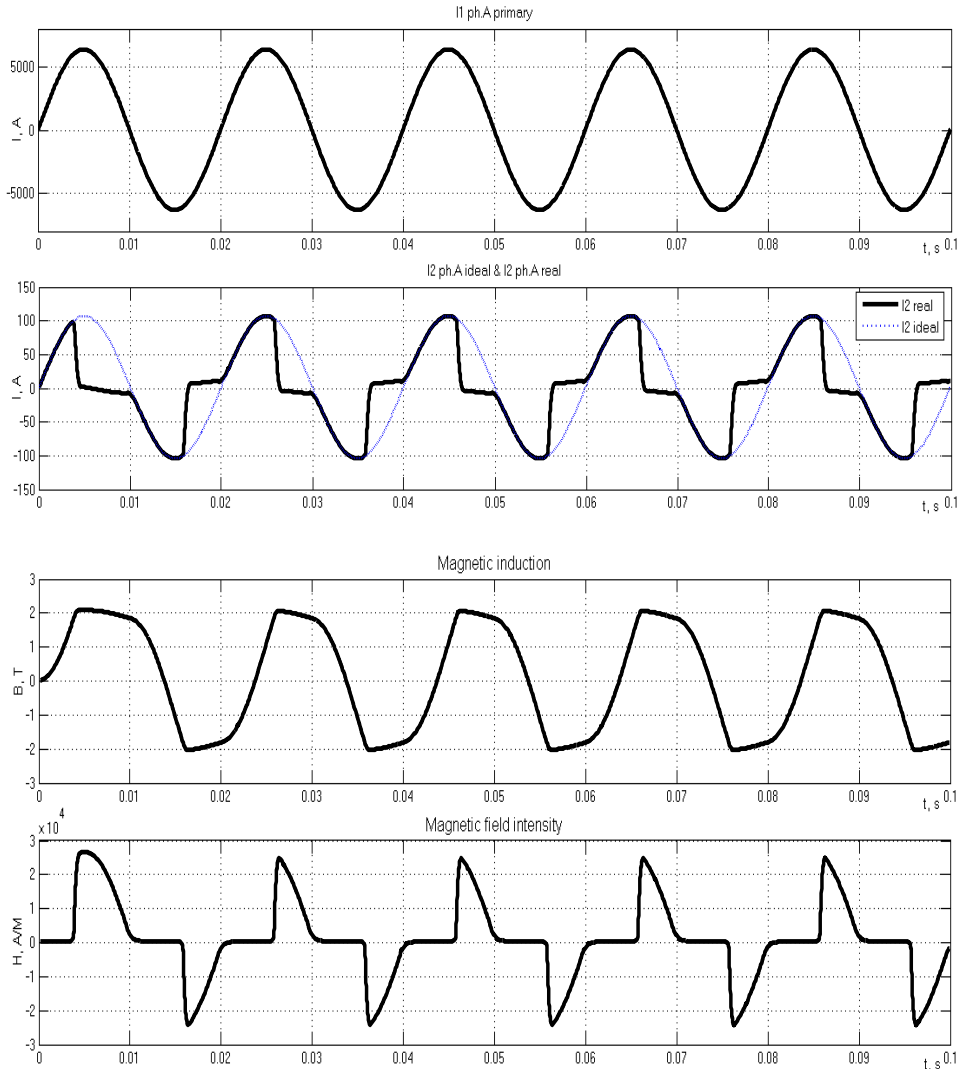 I1 ph.A primary
5000
0
-5000
I, A
0 0.01 0.02 0.03 0.04 0.05 0.06 0.07 0.08 0.09 0.1
t, s
I2 ph.A ideal & I2 ph.A real
150
100
50
0
-50
-100
-150
I, A
I2 real
I2 ideal
0 0.01 0.02 0.03 0.04 0.05 0.06 0.07 0.08 0.09 0.1
t, s
Magnetic induction
3
2
1
0
-1
-2
-3
B, T
0 0.01 0.02 0.03 0.04 0.05 0.06 0.07 0.08 0.09 0.1
t, s
x 10^4
Magnetic field intensity
3
2
1
0
-1
-2
-3
H, A/M
0 0.01 0.02 0.03 0.04 0.05 0.06 0.07 0.08 0.09 0.1
t, s